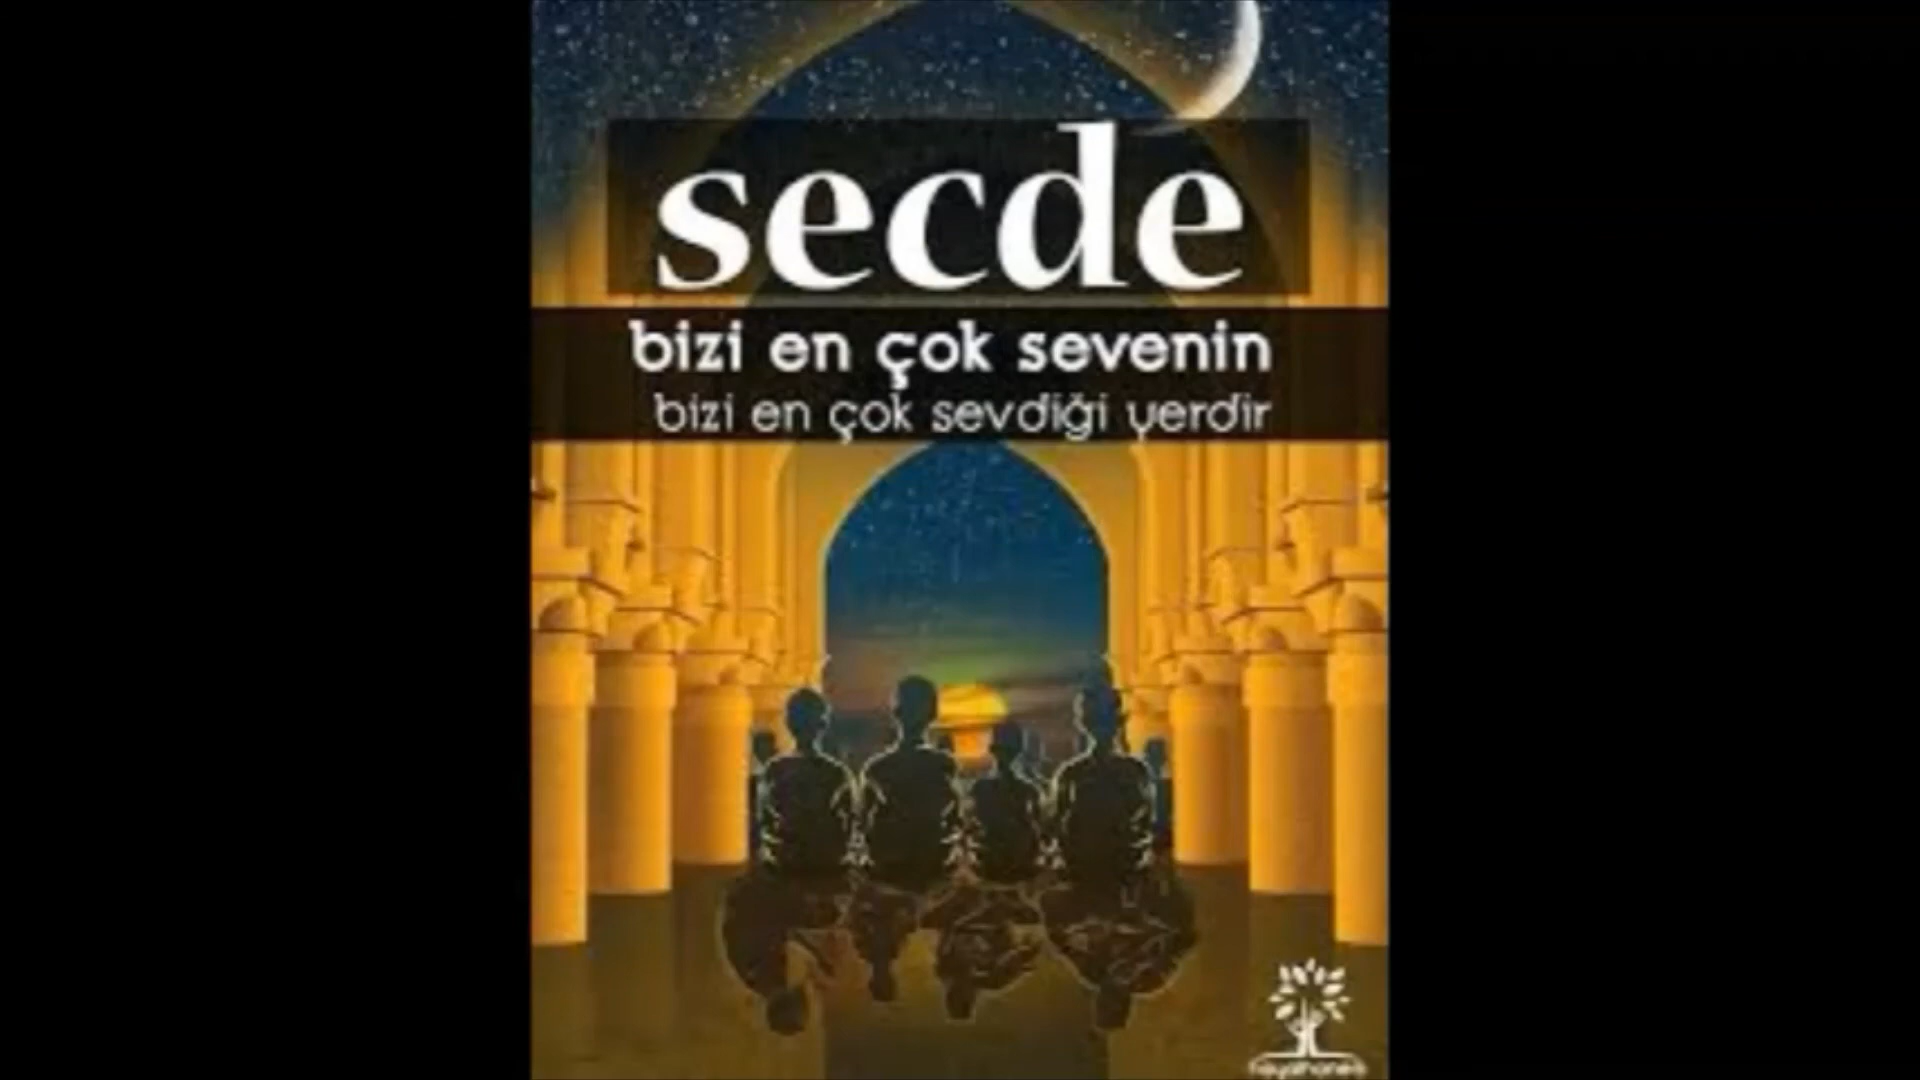 secde
bizi en çok sevenin
bizi en çok sevdiği yerdir